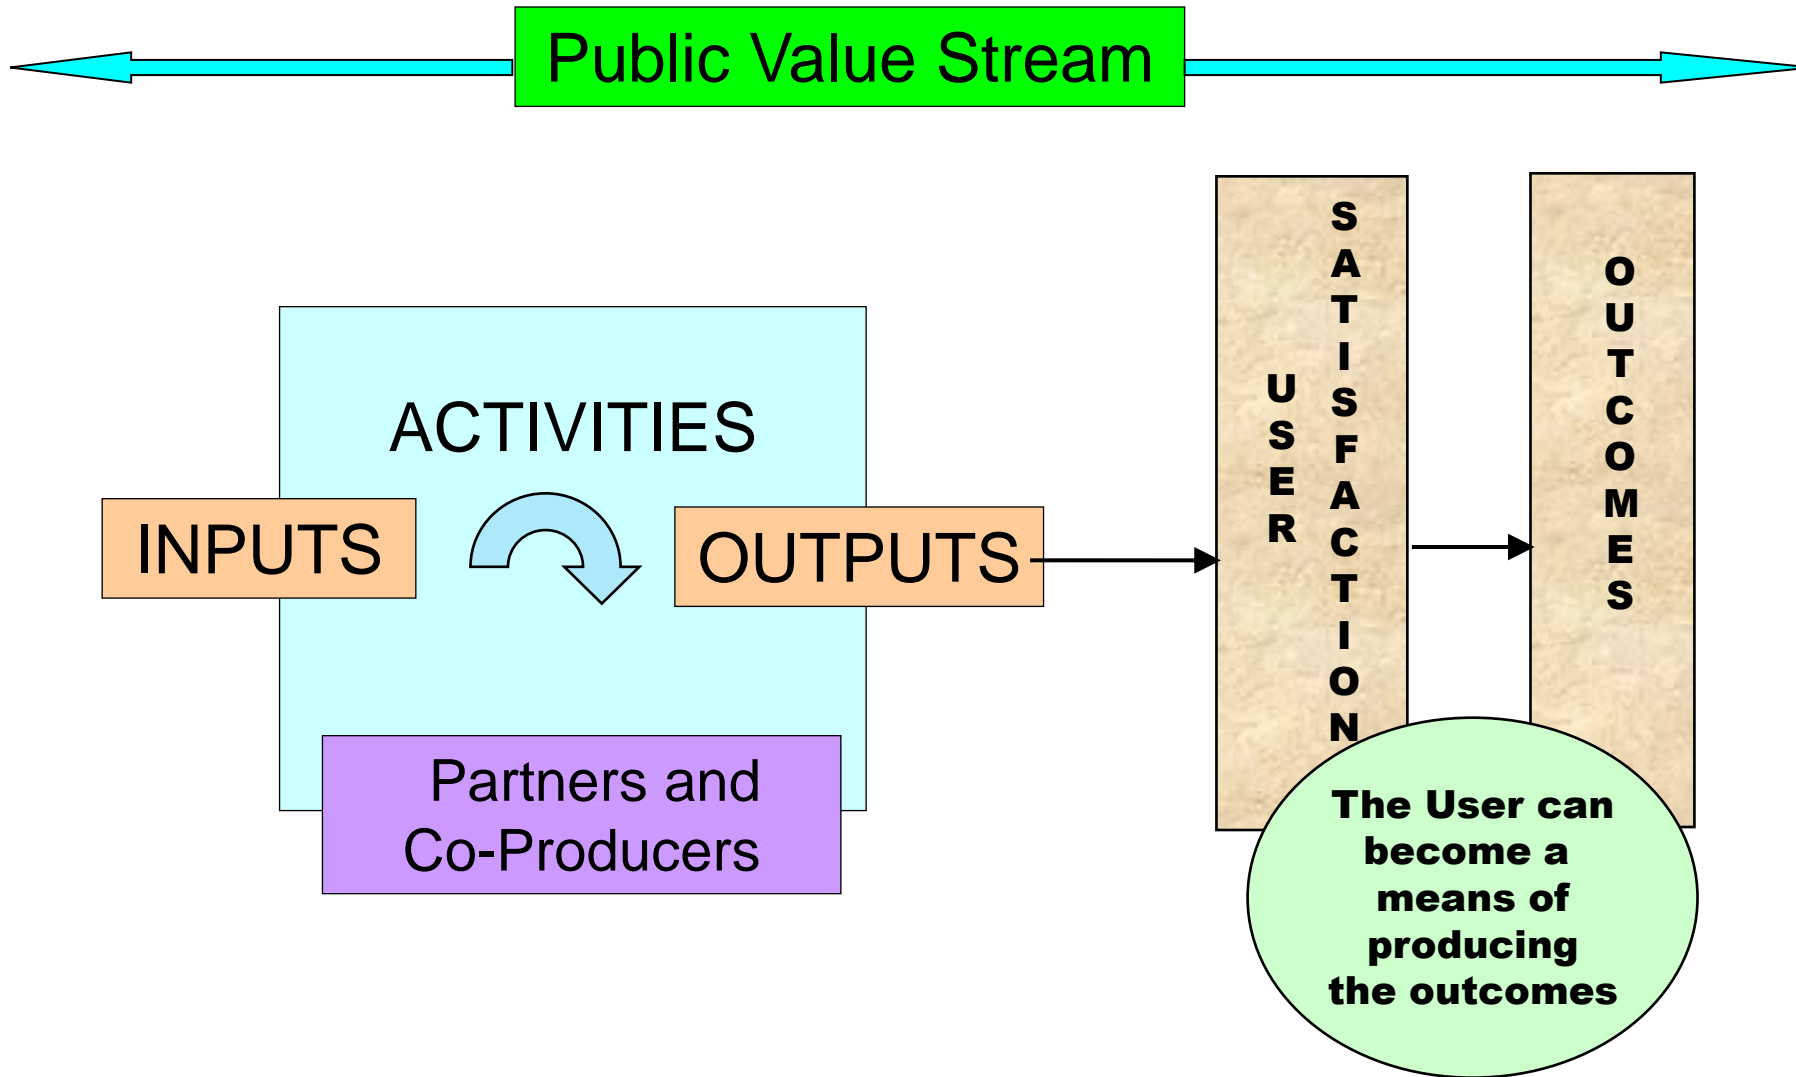 Public Value Stream
ACTIVITIES
INPUTS
OUTPUTS
Partners and
Co-Producers
USER
SATISFACTION
OUTCOMES
The User can
become a
means of
producing
the outcomes